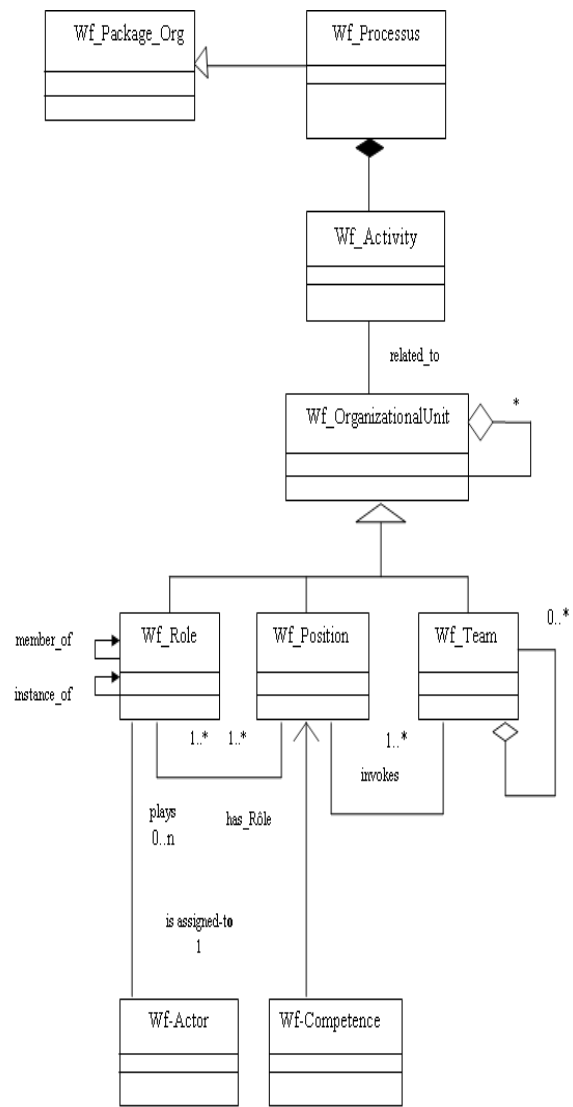 Wf_Package_Org
Wf_Processus
Wf_Activity
related_to
Wf_OrganizationalUnit
*
member_of
instance_of
Wf_Role
Wf_Position
Wf_Team
0..*
1..*
1..*
1..*
invokes
plays
0..n
has_Rôle
is assigned-to
1
Wf-Actor
Wf-Competence